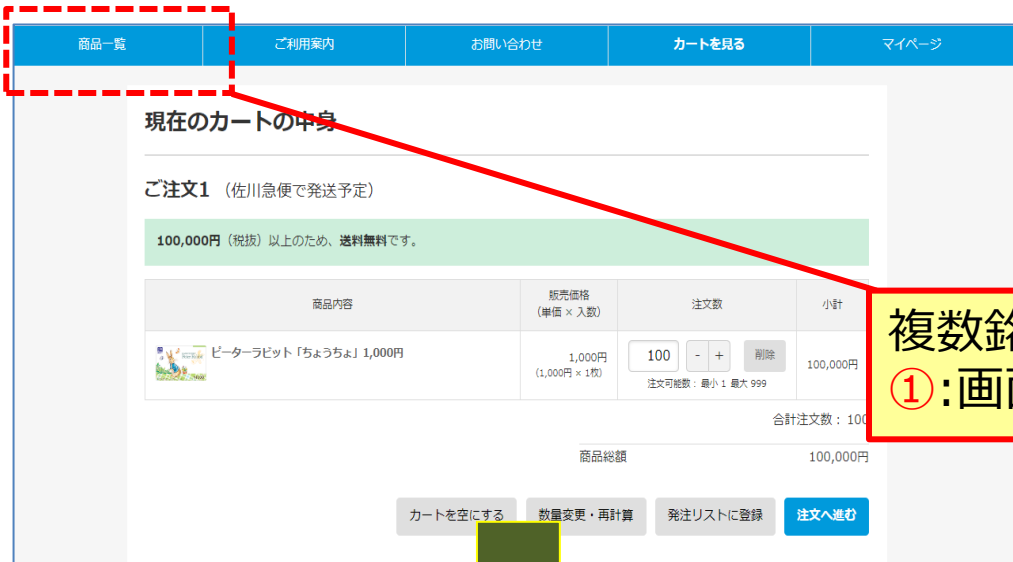 商品一覧
ご利用案内
お問い合わせ
カートを見る
マイページ
現在のカートの中身
ご注文1 （佐川急便で発送予定）
100,000円（税抜）以上のため、送料無料です。
商品内容
販売価格
（単価 × 入数）
注文数
小計
ピーターラビット「ちょうちょ」1,000円
1,000円
（1,000円 × 1枚）
100 - + 削除
注文可能数： 最小 1 最大 999
100,000円
合計注文数： 100
商品総額 100,000円
カートを空にする
数量変更・再計算
発注リストに登録
注文へ進む
複数
①:画